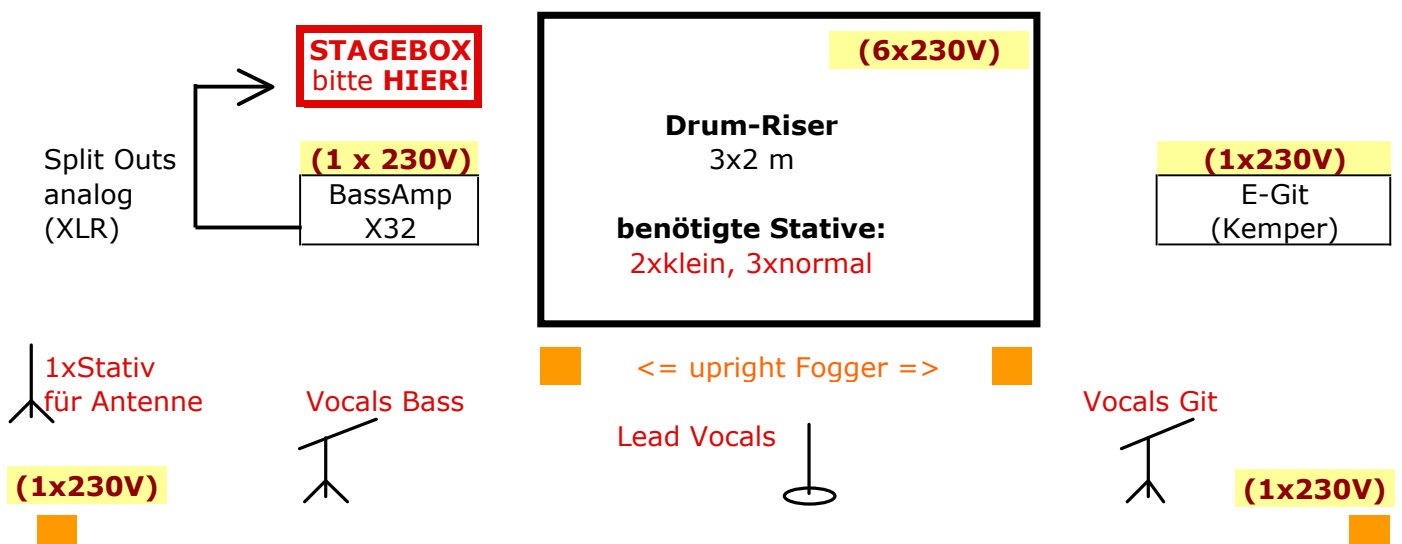 STAGEBOX
bitte HIER!
(6x230V)
Drum-Riser
3x2 m
benötigte Stative:
2xklein, 3xnormal
Split Outs
analog
(XLR)
(1 x 230V)
BassAmp
X32
(1x230V)
E-Git
(Kemper)
<= upright Fogger =>
1xStativ
für Antenne
Vocals Bass
Lead Vocals
Vocals Git
(1x230V)
(1x230V)